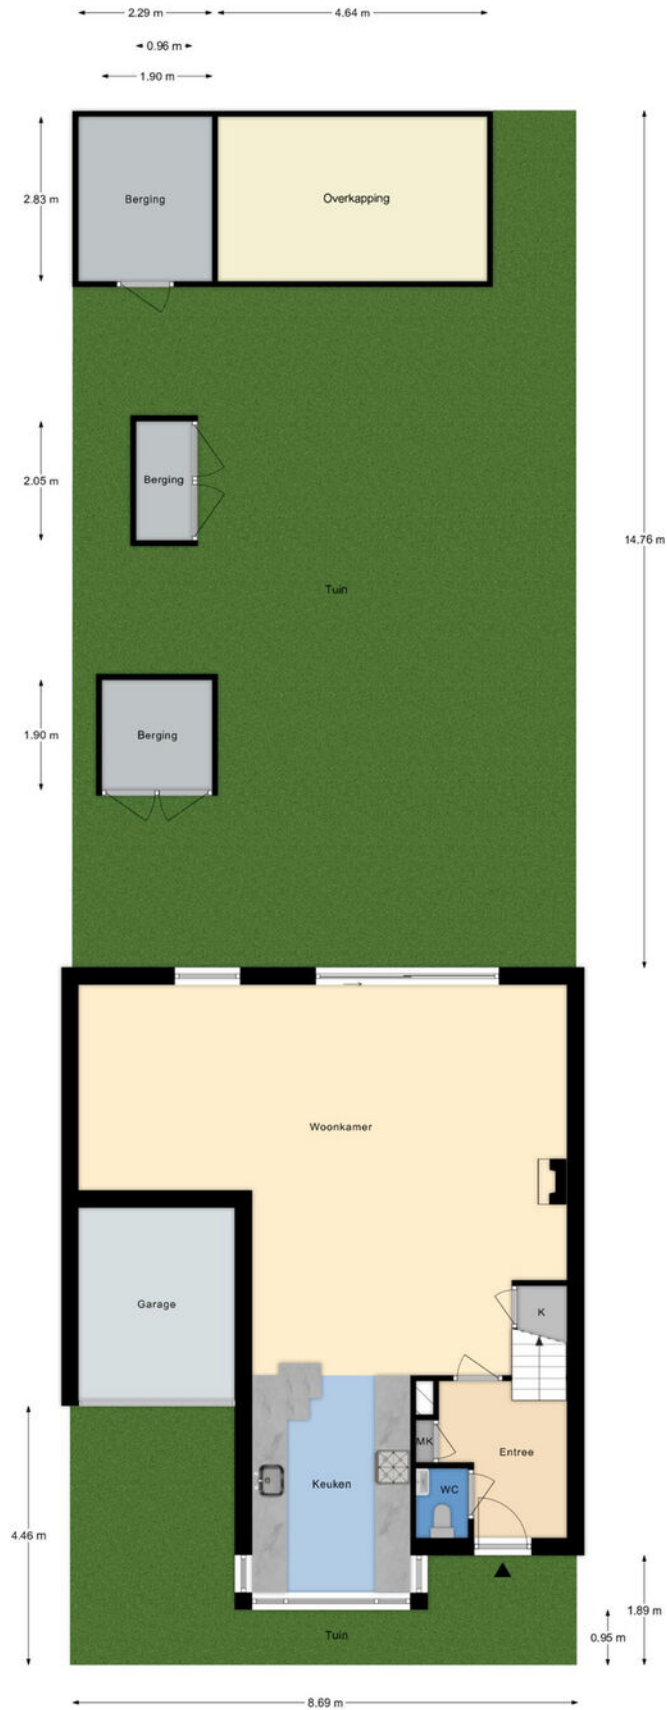 2.29 m
4.64 m
0.96 m
1.90 m
2.83 m
Berging
Overkapping
2.05 m
Berging
14.76 m
Tuin
1.90 m
Berging
Woonkamer
Garage
K
MK
Entree
Keuken
WC
4.46 m
1.89 m
0.95 m
Tuin
8.69 m